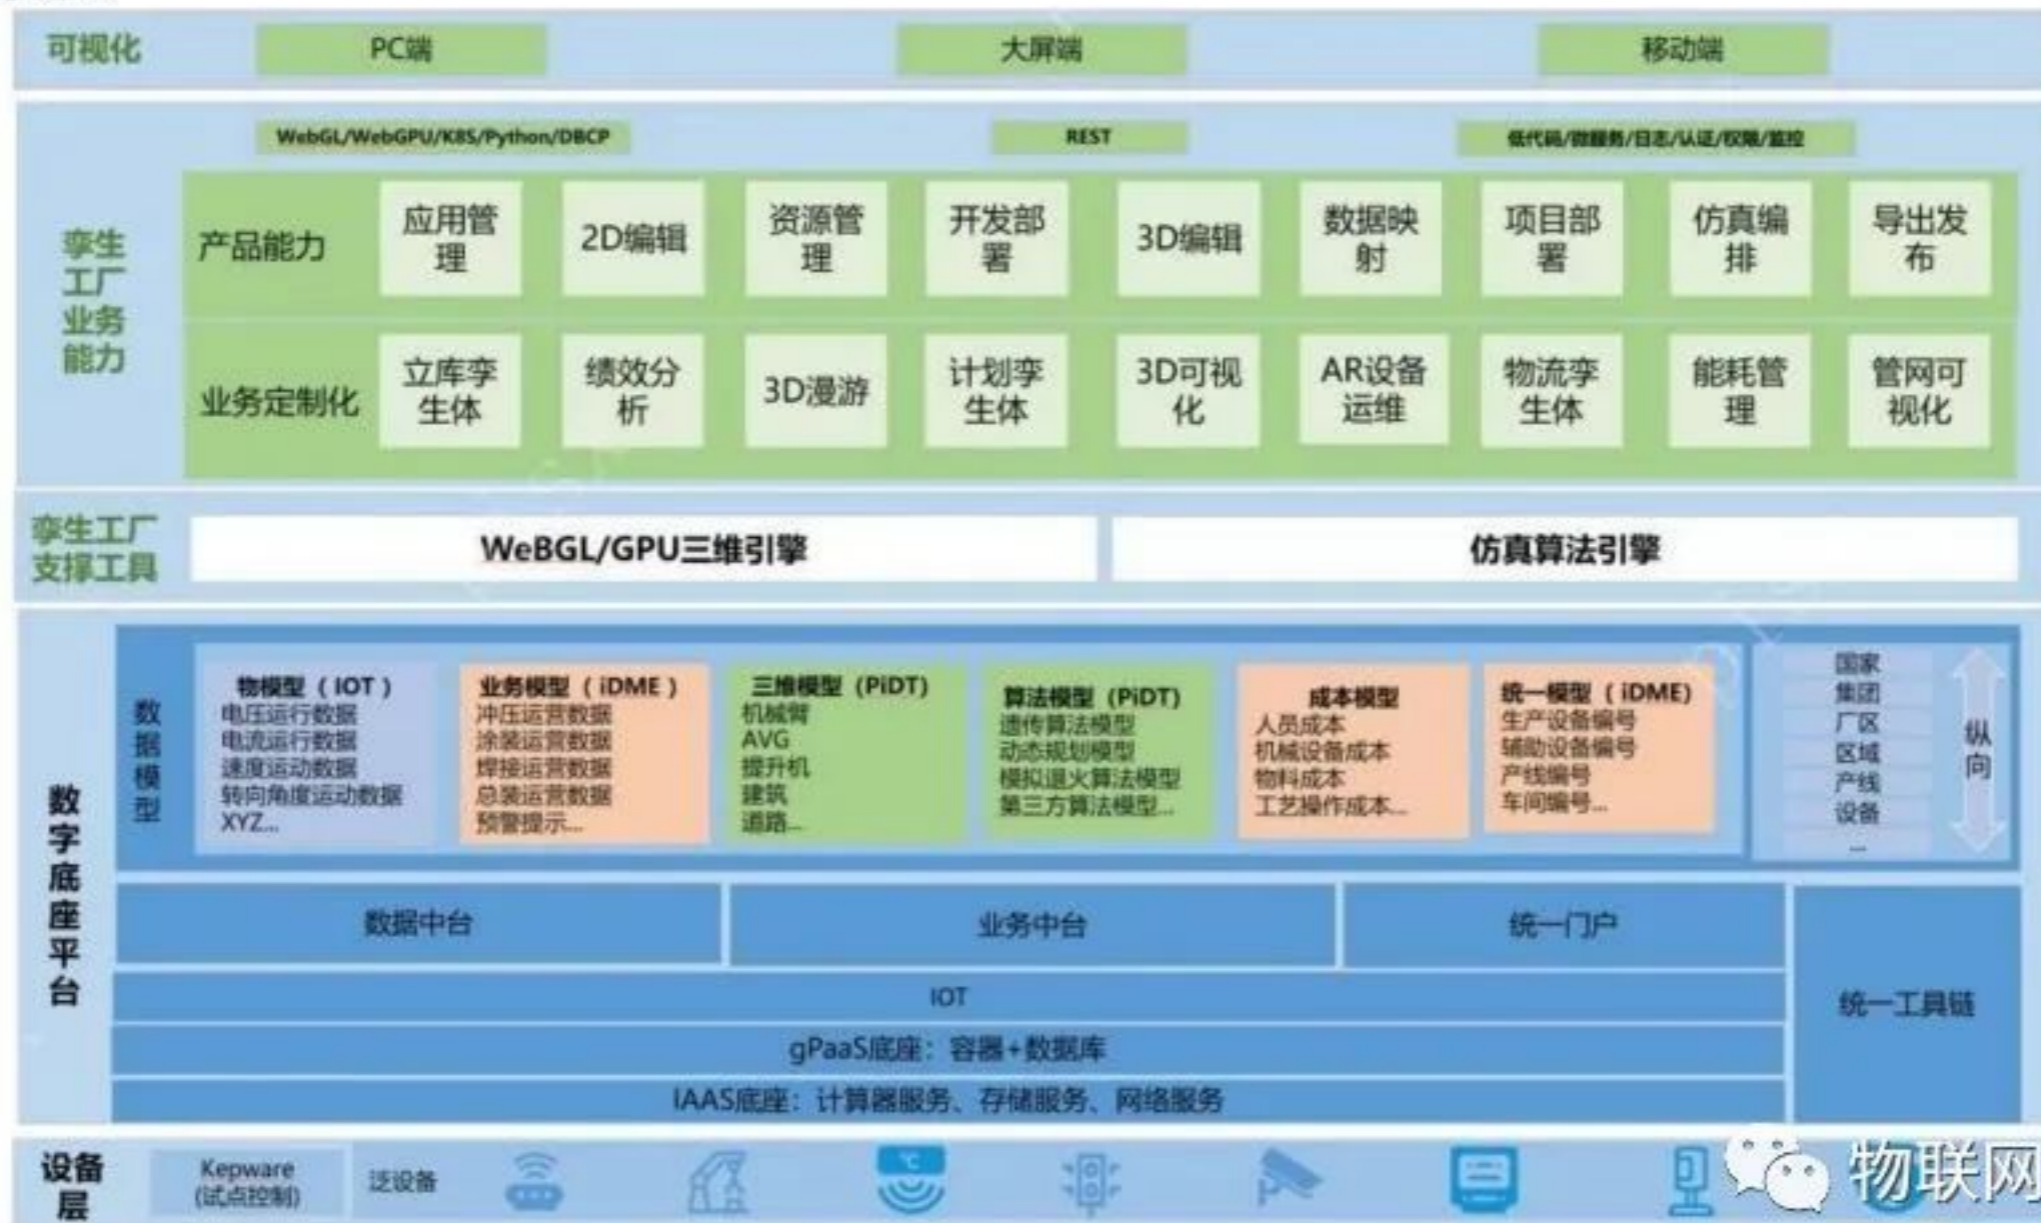 可视化
PC端
大屏端
移动端
WebGL/WebGPU/K8S/Python/DBCP
REST
低代码/微服务/日志/认证/权限/监控
孪生
工厂
业务
能力
产品能力
应用管
理
2D编辑
资源管
理
开发部
署
3D编辑
数据映
射
项目部
署
仿真编
排
导出发
布
业务定制化
立库孪
生体
绩效分
析
3D漫游
计划孪
生体
3D可视
化
AR设备
运维
物流孪
生体
能耗管
理
管网可
视化
孪生工厂
支撑工具
WeBGL/GPU三维引擎
仿真算法引擎
数字底座平台
数据模型
物模型（IOT）
电压运行数据
电流运行数据
速度运动数据
转向角度运动数据
XYZ...
业务模型（iDME）
冲压运营数据
涂装运营数据
焊接运营数据
总装运营数据
预警提示...
三维模型（PiDT）
机械臂
AVG
提升机
建筑
道路...
算法模型（PiDT）
遗传算法模型
动态规划模型
模拟退火算法模型
第三方算法模型...
成本模型
人员成本
机械设备成本
物料成本
工艺操作成本...
统一模型（iDME）
生产设备编号
辅助设备编号
产线编号
车间编号...
国家
集团
厂区
区域
产线
设备
...
纵向
数据中台
业务中台
统一门户
统一工具链
IOT
gPaaS底座：容器+数据库
IAAS底座：计算器服务、存储服务、网络服务
设备
层
Kepware
(试点控制)
泛设备
℃
物联网